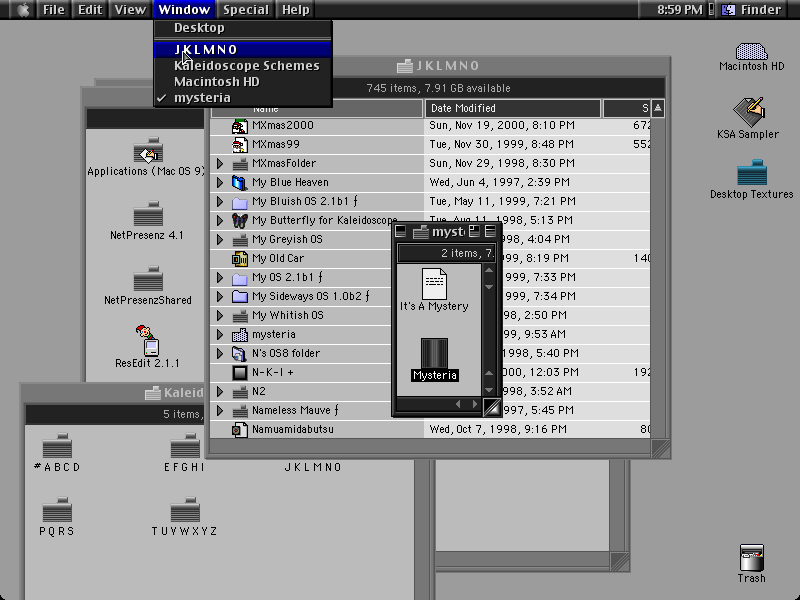 File Edit View Window Special Help 8:59 PM Finder
Desktop
JKLMNO
Kaleidoscope Schemes
Macintosh HD
✓ mysteria
JKLMNO
745 items, 7.91 GB available
Name Date Modified S
MXmas2000 Sun, Nov 19, 2000, 8:10 PM 672
MXmas99 Tue, Nov 30, 1999, 8:48 PM 552
MXmasFolder Sun, Nov 29, 1998, 8:30 PM
My Blue Heaven Wed, Jun 4, 1997, 2:39 PM
My Bluish OS 2.1b1 ƒ Tue, May 11, 1999, 7:21 PM
My Butterfly for Kaleidoscope Tue, Aug 11, 1998, 5:13 PM
My Greyish OS 998, 4:04 PM
My Old Car 999, 8:19 PM 140
My OS 2.1b1 ƒ 999, 7:33 PM
My Sideways OS 1.0b2 ƒ 999, 7:34 PM
My Whitish OS 98, 2:50 PM
mysteria 99, 9:53 AM
N's OS8 folder 1998, 5:40 PM
N-K-I + 000, 12:03 PM 192
N2 998, 3:52 AM
Nameless Mauve ƒ 997, 5:45 PM
Namuamidabutsu Wed, Oct 7, 1998, 9:16 PM 80
myst
2 items, 7.
It's A Mystery
Mysteria
Applications (Mac OS 9)
NetPresenz 4.1
NetPresenzShared
ResEdit 2.1.1
Kaleid
5 items,
#ABCD
EFGHI
JKLMNO
PQRS
TUVWXYZ
Macintosh HD
KSA Sampler
Desktop Textures
Trash